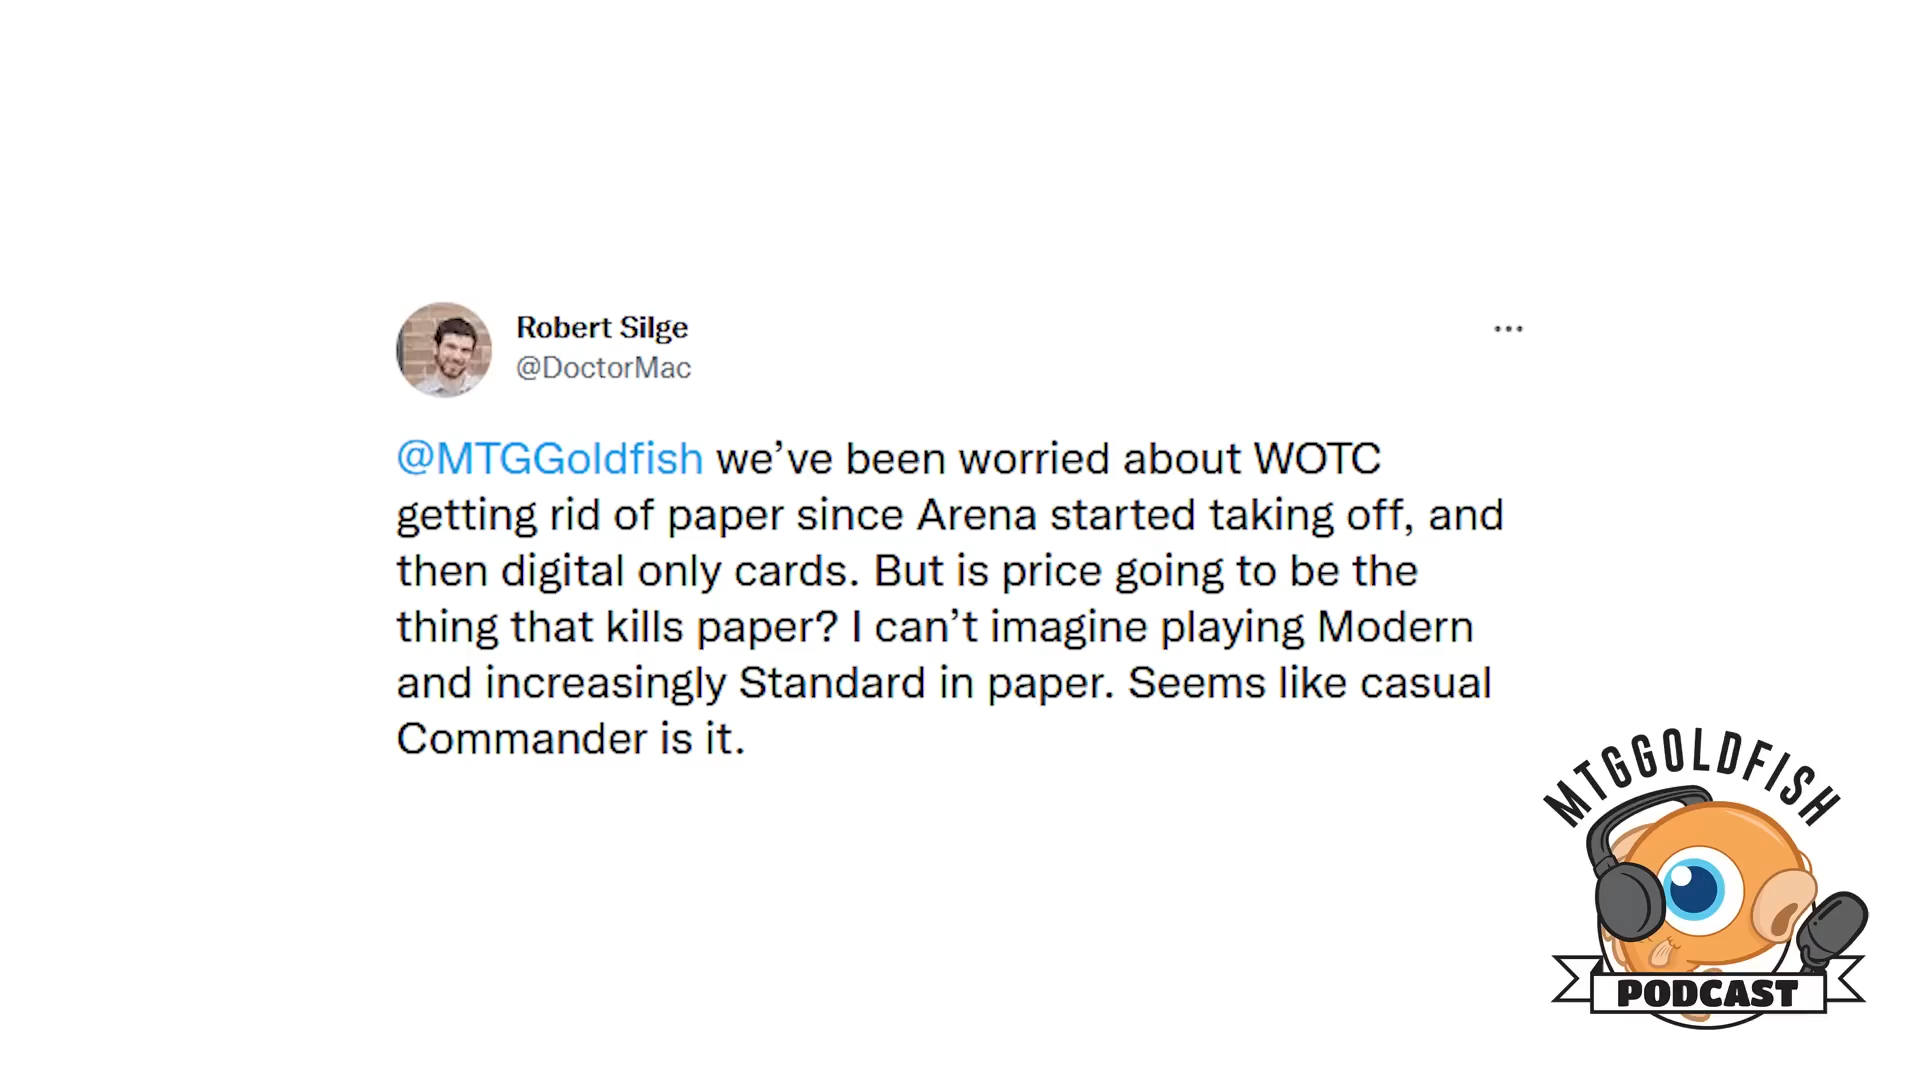 Robert Silge
@DoctorMac
@MTGGoldfish we’ve been worried about WOTC
getting rid of paper since Arena started taking off, and
then digital only cards. But is price going to be the
thing that kills paper? I can’t imagine playing Modern
and increasingly Standard in paper. Seems like casual
Commander is it.
MTGGOLDFISH
PODCAST